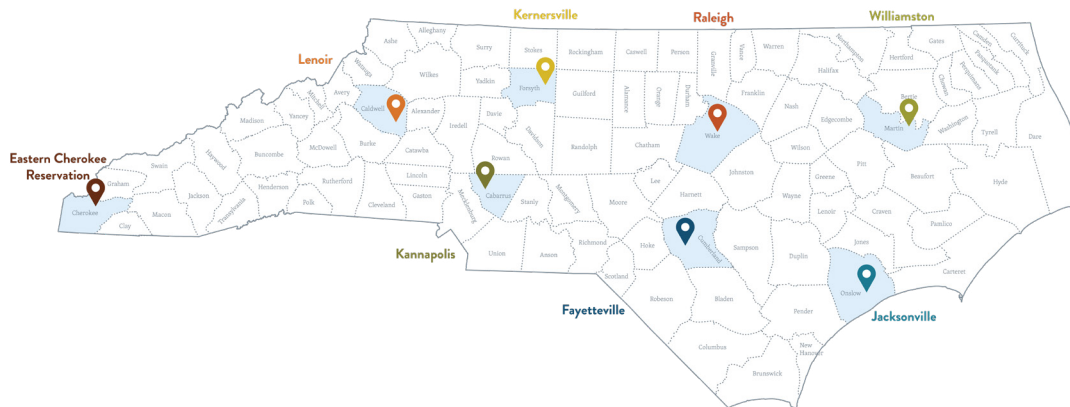 Kernersville
Raleigh
Williamston
Lenoir
Eastern Cherokee
Reservation
Kannapolis
Fayetteville
Jacksonville
Ashe
Alleghany
Surry
Stokes
Rockingham
Caswell
Person
Granville
Vance
Warren
Northampton
Gates
Camden
Currituck
Pasquotank
Perquimans
Hertford
Halifax
Watauga
Wilkes
Yadkin
Forsyth
Guilford
Alamance
Orange
Durham
Franklin
Nash
Edgecombe
Bertie
Chowan
Mitchell
Avery
Caldwell
Alexander
Iredell
Davie
Davidson
Randolph
Chatham
Wake
Wilson
Martin
Washington
Tyrrell
Dare
Madison
Yancey
McDowell
Burke
Catawba
Rowan
Johnston
Pitt
Greene
Beaufort
Hyde
Swain
Haywood
Buncombe
Graham
Jackson
Henderson
Rutherford
Lincoln
Cabarrus
Stanly
Montgomery
Moore
Lee
Harnett
Wayne
Cherokee
Macon
Clay
Transylvania
Polk
Cleveland
Gaston
Mecklenburg
Union
Anson
Richmond
Scotland
Hoke
Cumberland
Sampson
Duplin
Lenoir
Craven
Pamlico
Jones
Carteret
Onslow
Robeson
Bladen
Pender
Columbus
New
Hanover
Brunswick